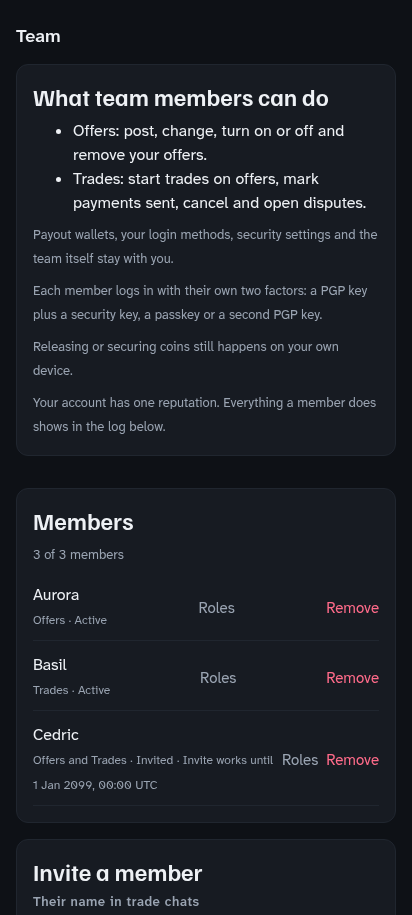 Team
What team members can do
• Offers: post, change, turn on or off and
remove your offers.
• Trades: start trades on offers, mark
payments sent, cancel and open disputes.
Payout wallets, your login methods, security settings and the
team itself stay with you.
Each member logs in with their own two factors: a PGP key
plus a security key, a passkey or a second PGP key.
Releasing or securing coins still happens on your own
device.
Your account has one reputation. Everything a member does
shows in the log below.
Members
3 of 3 members
Aurora
Offers · Active
Roles
Remove
Basil
Trades · Active
Roles
Remove
Cedric
Offers and Trades · Invited · Invite works until
1 Jan 2099, 00:00 UTC
Roles
Remove
Invite a member
Their name in trade chats